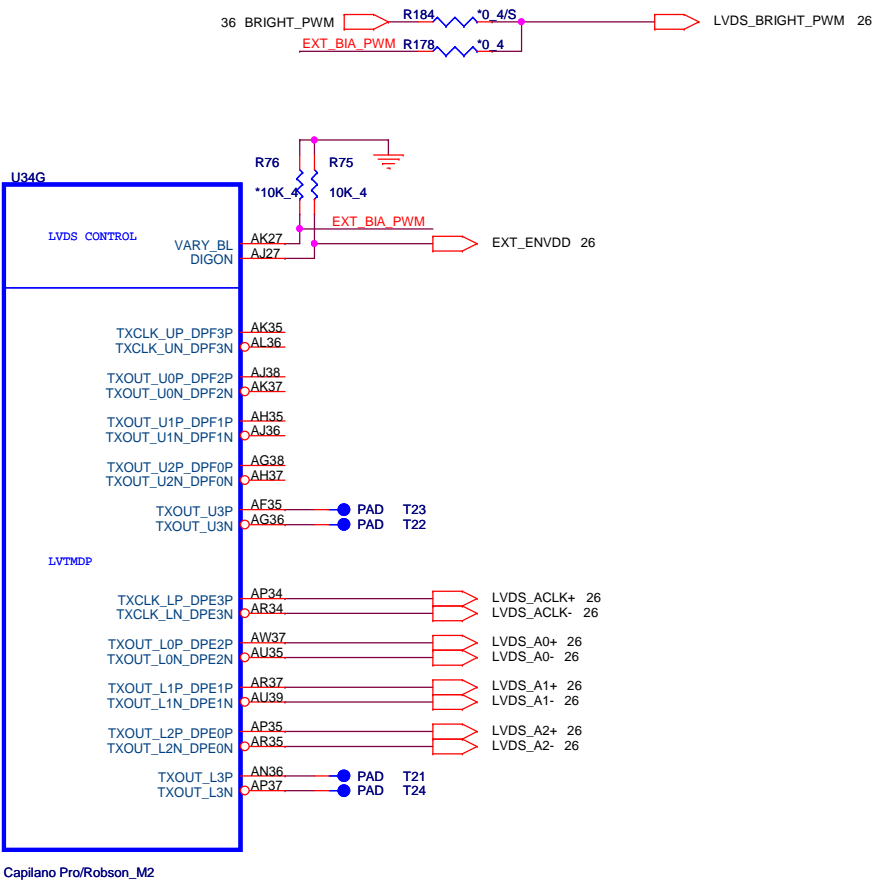 36 BRIGHT_PWM R184 *0_4/S LVDS_BRIGHT_PWM 26
EXT_BIA_PWM R178 *0_4
R76 R75
*10K_4 10K_4
U34G
LVDS CONTROL
EXT_BIA_PWM
VARY_BL AK27
EXT_ENVDD 26
DIGON AJ27
TXCLK_UP_DPF3P AK35
TXCLK_UN_DPF3N AL36
TXOUT_U0P_DPF2P AJ38
TXOUT_U0N_DPF2N AK37
TXOUT_U1P_DPF1P AH35
TXOUT_U1N_DPF1N AJ36
TXOUT_U2P_DPF0P AG38
TXOUT_U2N_DPF0N AH37
TXOUT_U3P AF35 PAD T23
TXOUT_U3N AG36 PAD T22
LVTMDP
TXCLK_LP_DPE3P AP34 LVDS_ACLK+ 26
TXCLK_LN_DPE3N AR34 LVDS_ACLK- 26
TXOUT_L0P_DPE2P AW37 LVDS_A0+ 26
TXOUT_L0N_DPE2N AU35 LVDS_A0- 26
TXOUT_L1P_DPE1P AR37 LVDS_A1+ 26
TXOUT_L1N_DPE1N AU39 LVDS_A1- 26
TXOUT_L2P_DPE0P AP35 LVDS_A2+ 26
TXOUT_L2N_DPE0N AR35 LVDS_A2- 26
TXOUT_L3P AN36 PAD T21
TXOUT_L3N AP37 PAD T24
Capilano Pro/Robson_M2